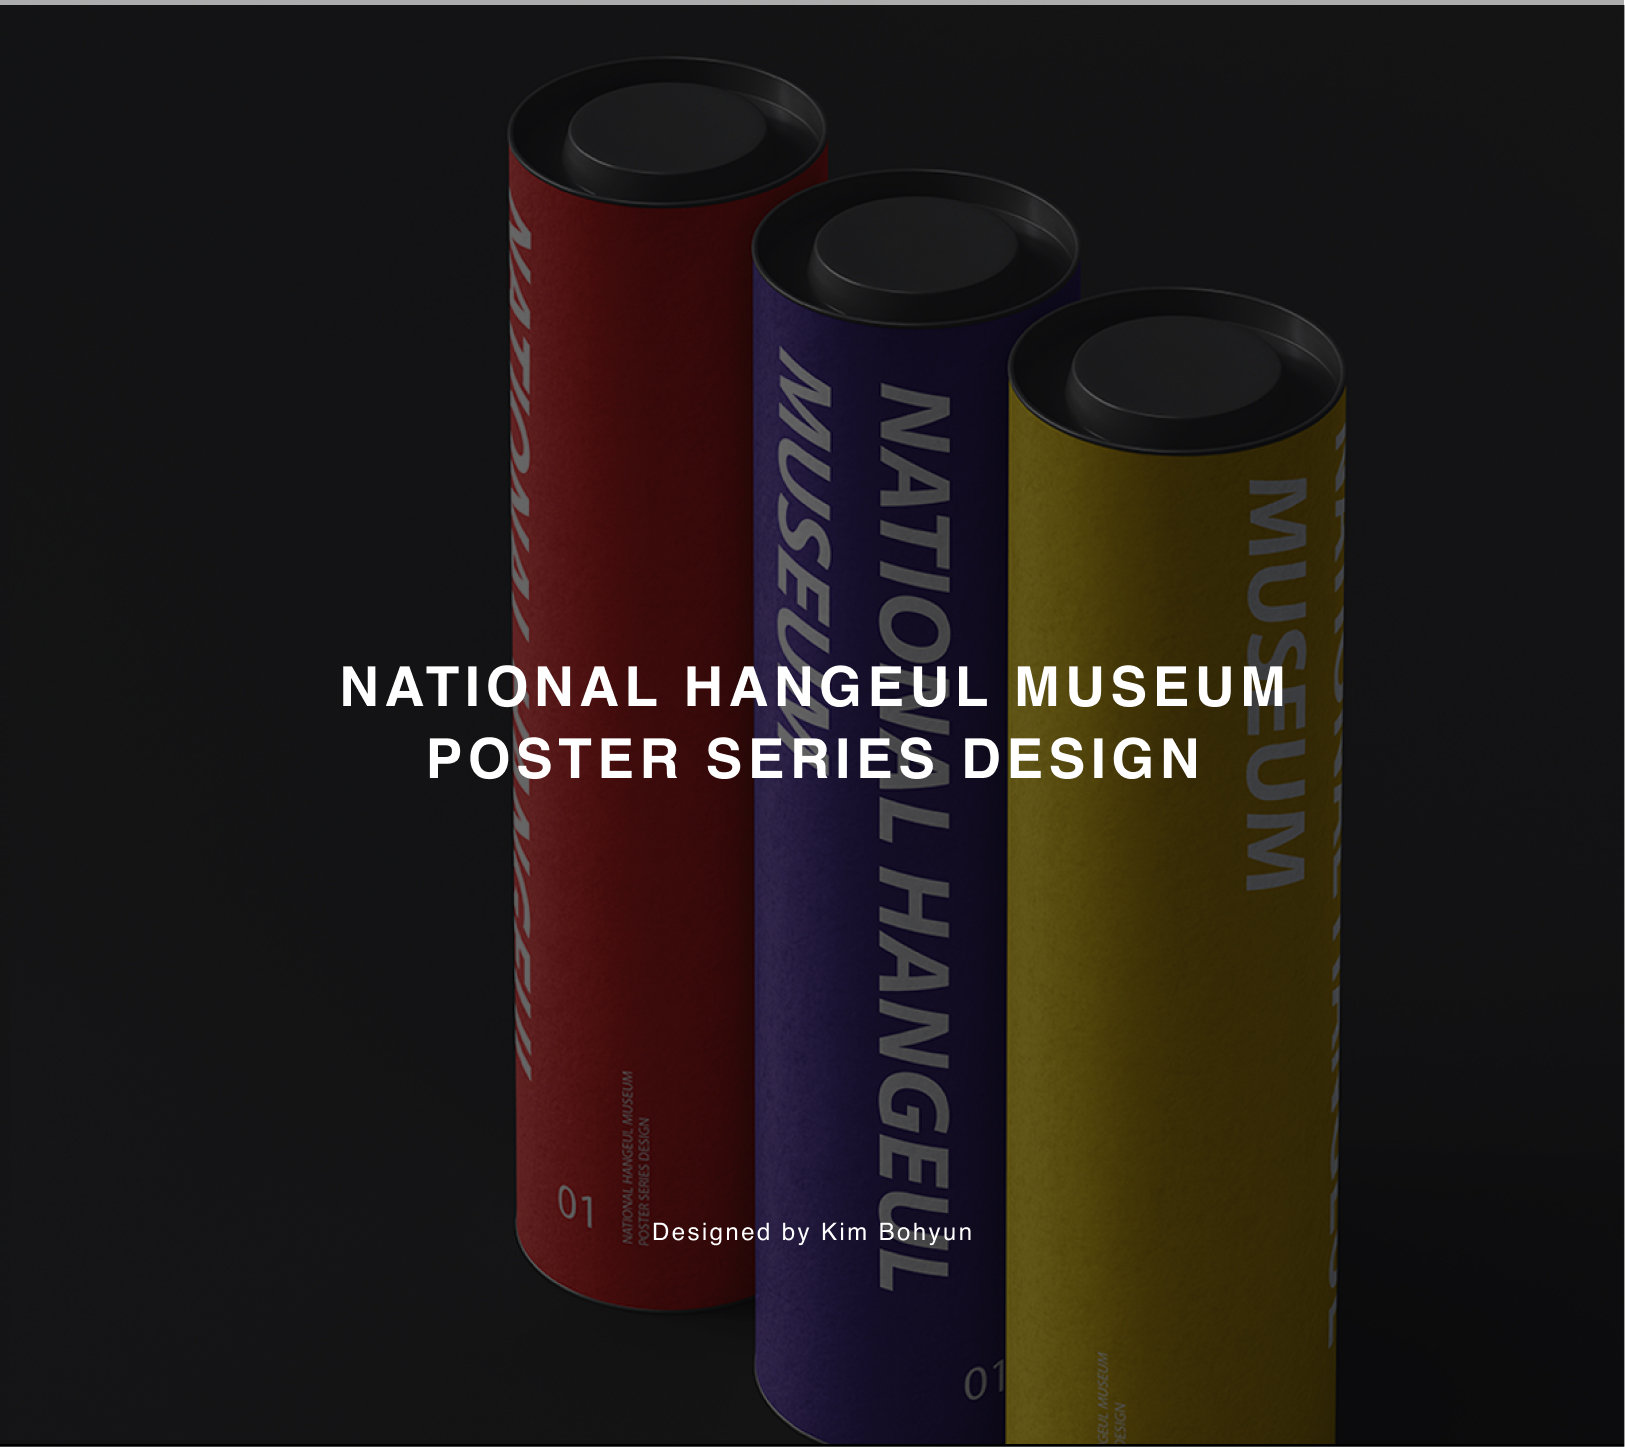 NATIONAL HANGEUL MUSEUM
POSTER SERIES DESIGN
Designed by Kim Bohyun
NATIONAL HANGEUL
01
NATIONAL HANGEUL MUSEUM
POSTER SERIES DESIGN
NATIONAL HANGEUL
MUSEUM
01
MUSEUM